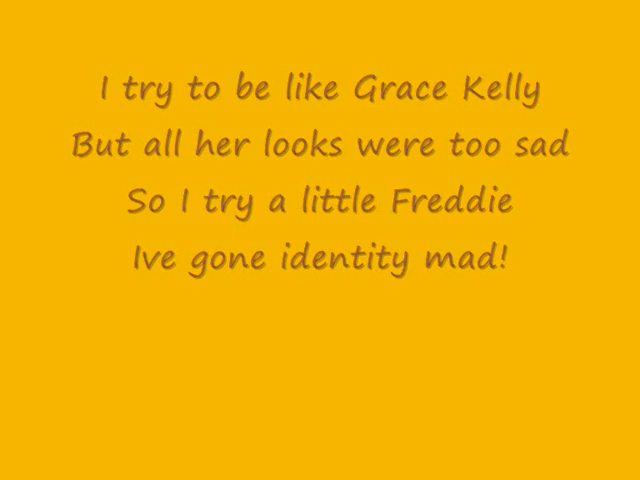 I try to be like Grace Kelly
But all her looks were too sad
So I try a little Freddie
Ive gone identity mad!